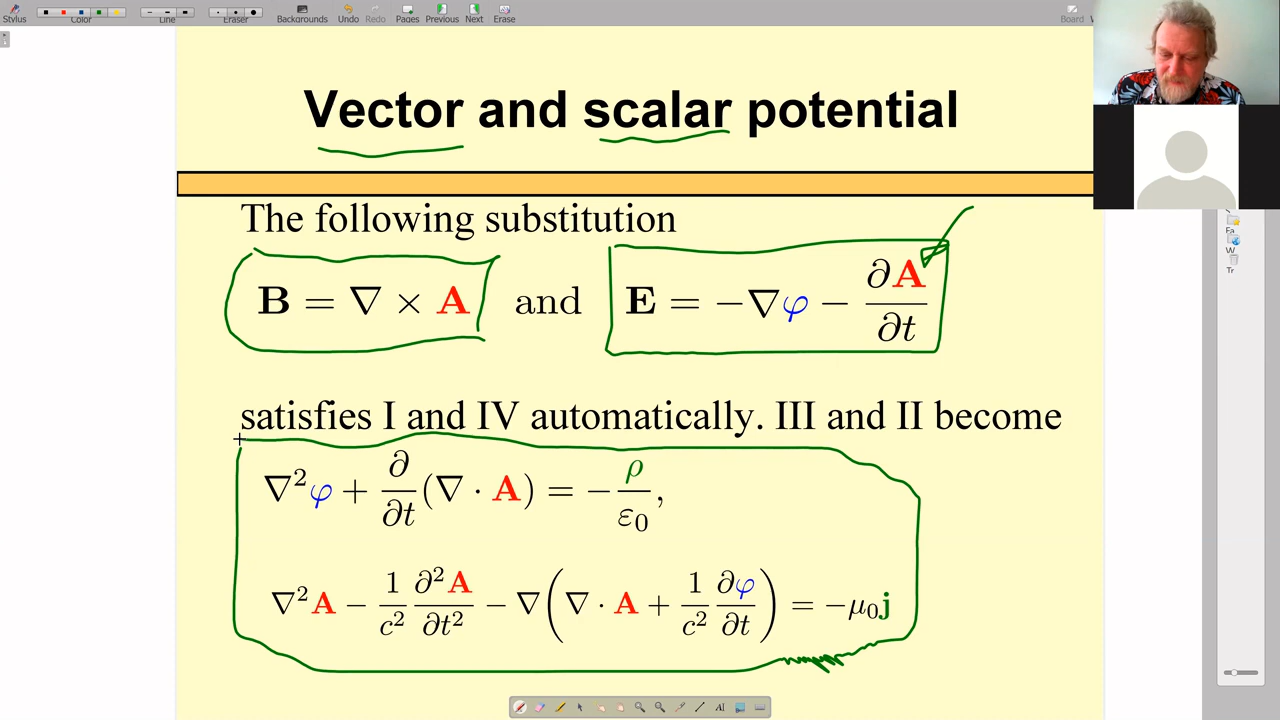 Stylus Color Line Eraser Backgrounds Undo Redo Pages Previous Next Erase Board
Vector and scalar potential
The following substitution
B = ∇ × A and E = −∇φ − ∂A/∂t
satisfies I and IV automatically. III and II become
∇²φ + ∂/∂t (∇ · A) = − ρ/ε₀,
∇²A − 1/c² ∂²A/∂t² − ∇(∇ · A + 1/c² ∂φ/∂t) = −μ₀j
Fa
W
Tr